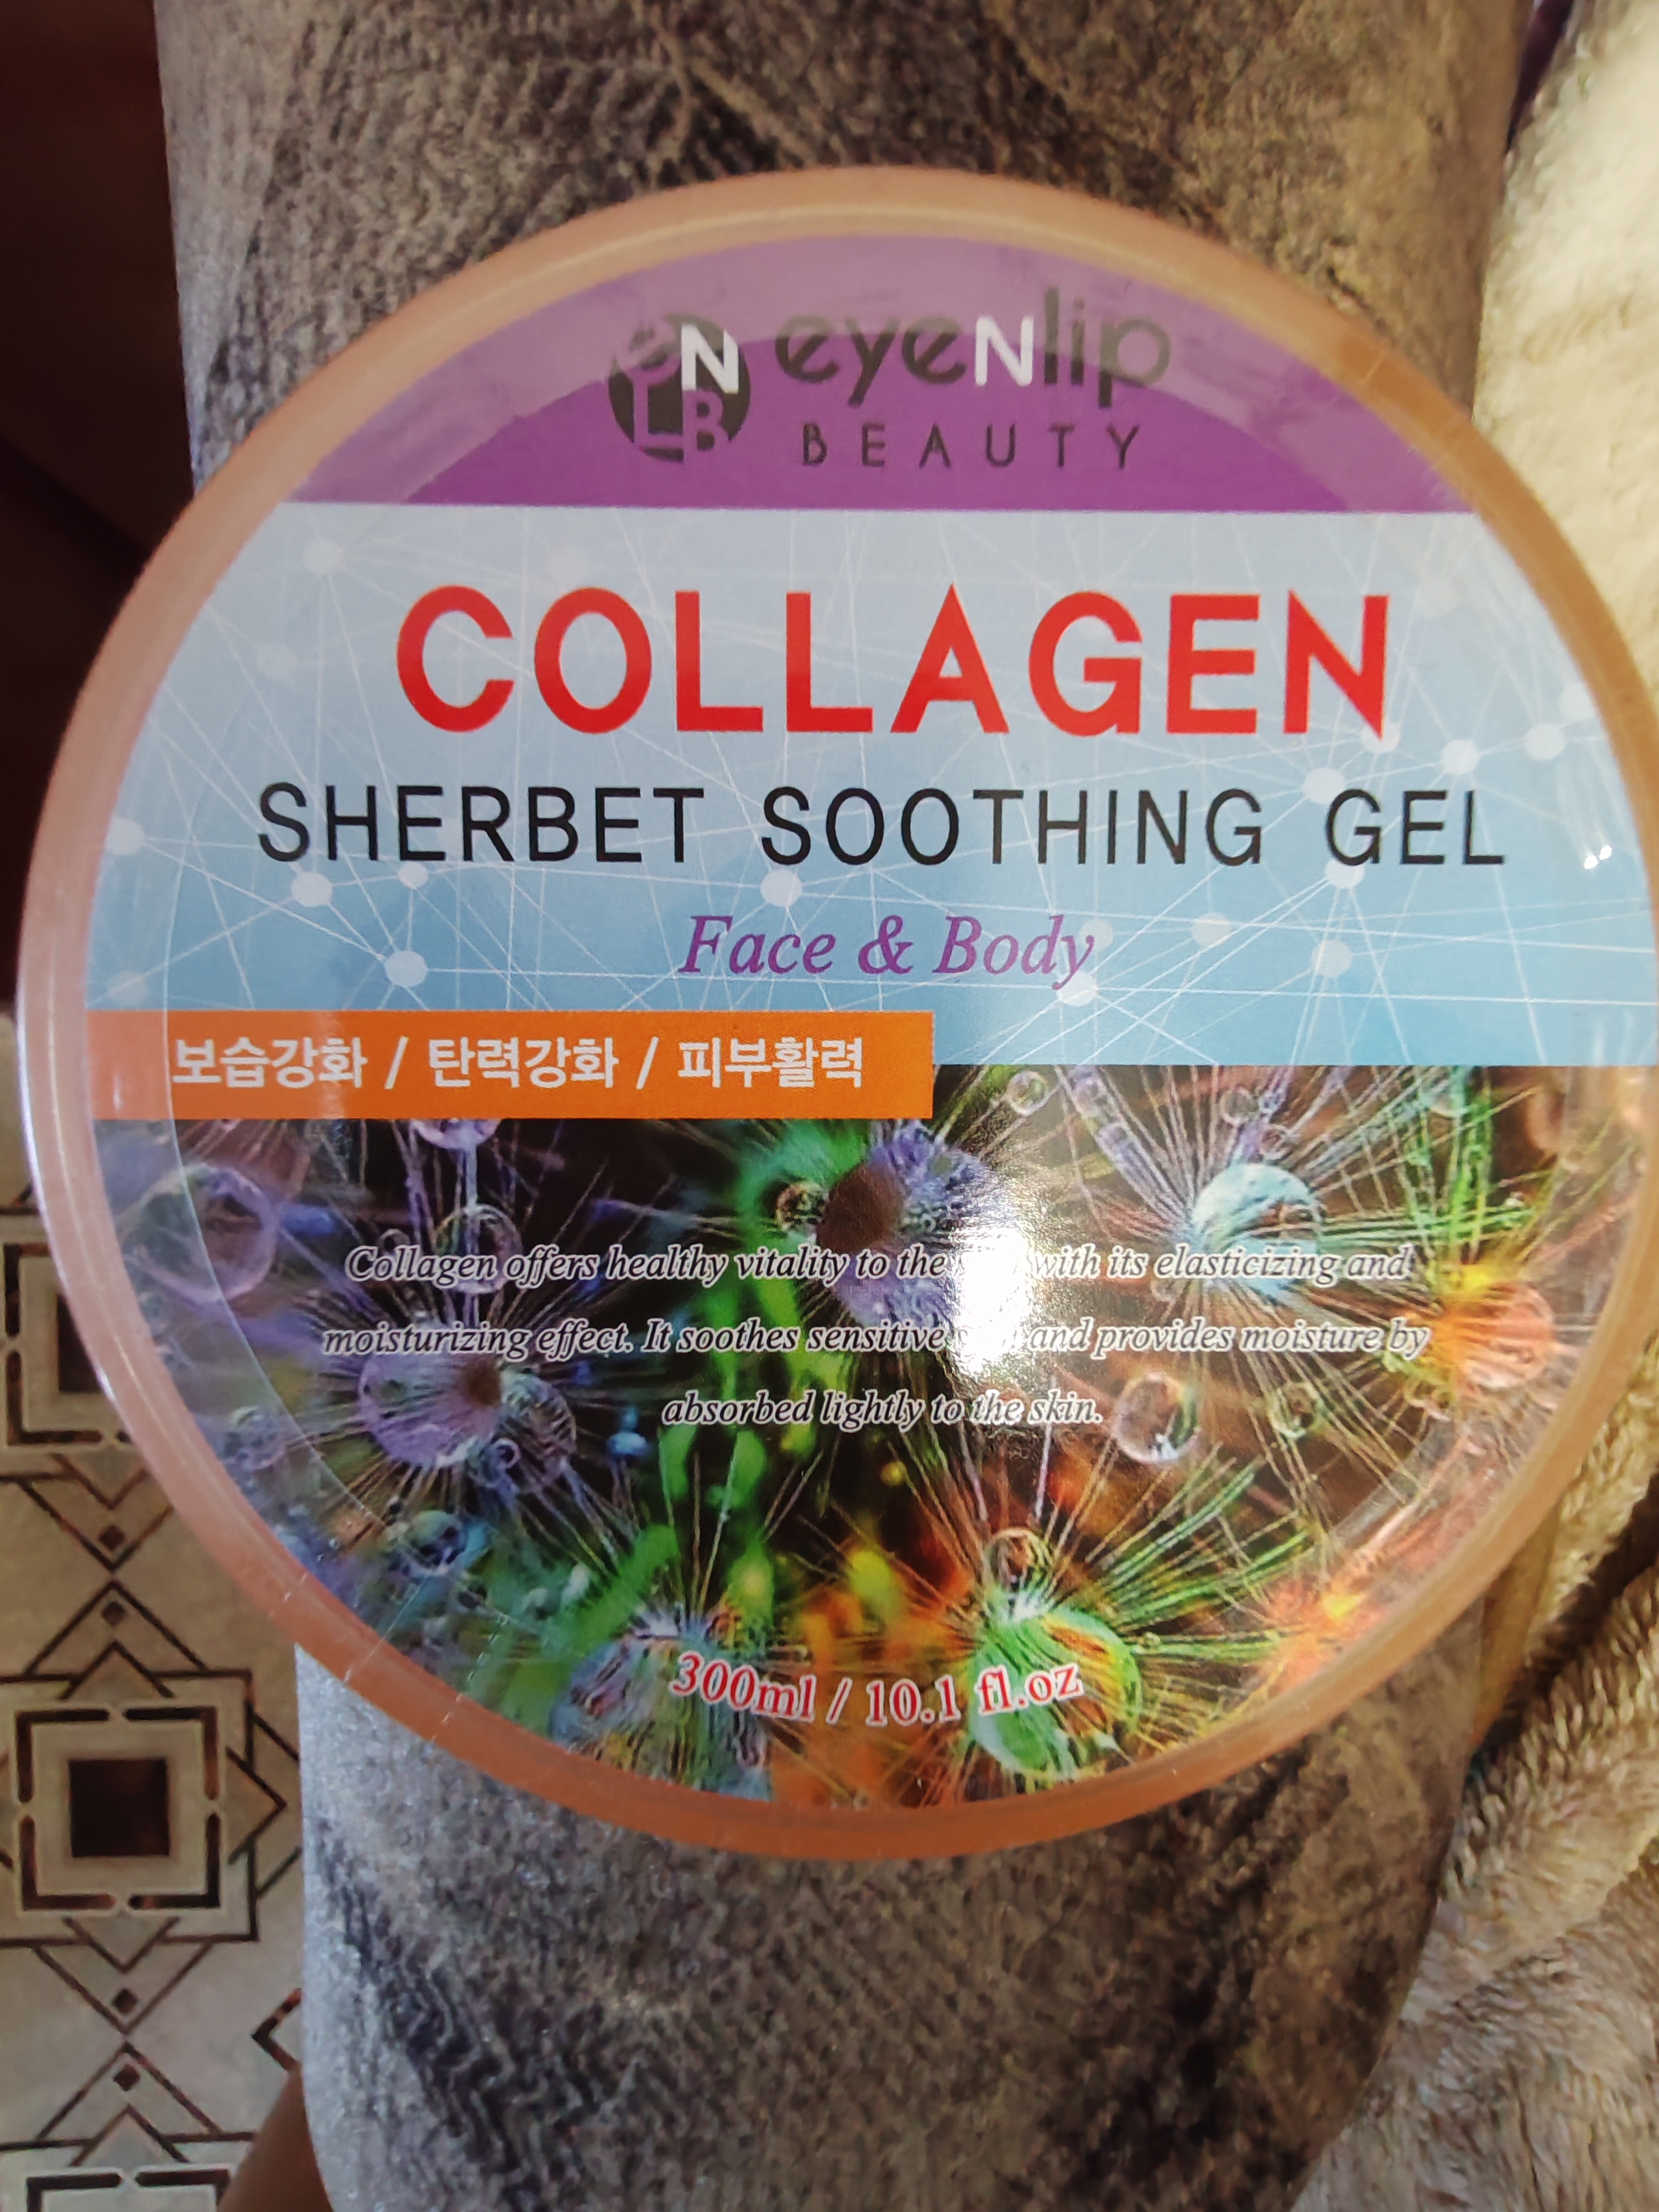 eNLB
eyeNlip
BEAUTY
COLLAGEN
SHERBET SOOTHING GEL
Face & Body
보습강화 / 탄력강화 / 피부활력
Collagen offers healthy vitality to the with its elasticizing and
moisturizing effect. It soothes sensitive and provides moisture by
absorbed lightly to the skin.
300ml / 10.1 fl.oz